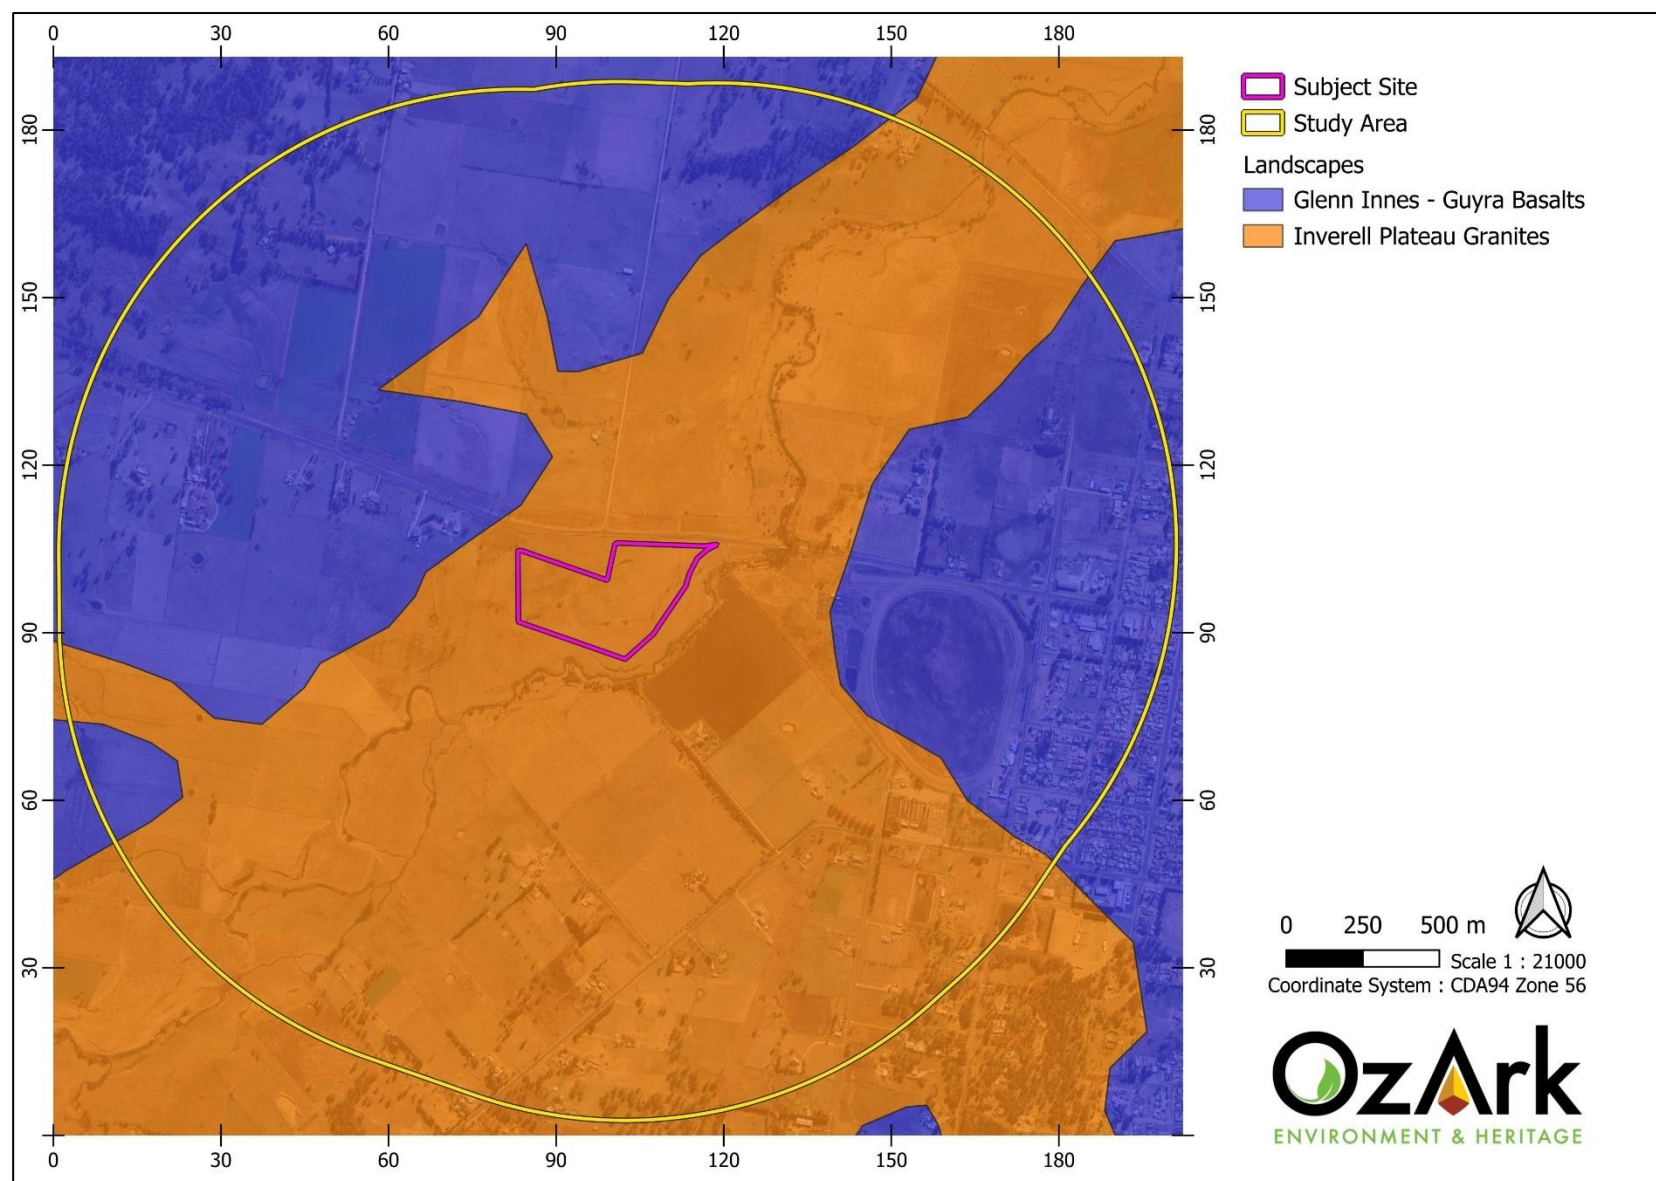 0 30 60 90 120 150 180
Subject Site
Study Area
Landscapes
Glenn Innes - Guyra Basalts
Inverell Plateau Granites
180 180
150 150
120 120
90 90
60 60
30 30
0 30 60 90 120 150 180
0 250 500 m
Scale 1 : 21000
Coordinate System : CDA94 Zone 56
OzArk
ENVIRONMENT & HERITAGE